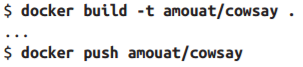 $ docker build -t amouat/cowsay .
...
$ docker push amouat/cowsay